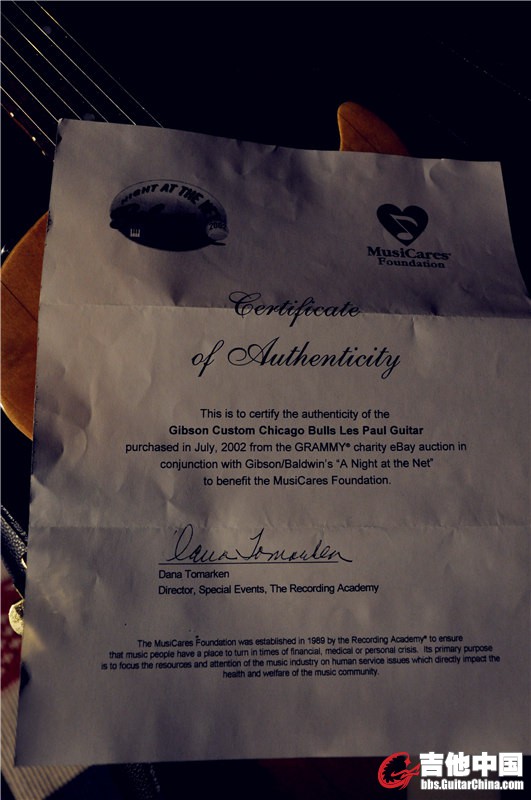 NIGHT AT THE
MusiCares®
Foundation
Certificate
of Authenticity
This is to certify the authenticity of the
Gibson Custom Chicago Bulls Les Paul Guitar
purchased in July, 2002 from the GRAMMY® charity eBay auction in
conjunction with Gibson/Baldwin's "A Night at the Net"
to benefit the MusiCares Foundation.
Dana Tomarken
Dana Tomarken
Director, Special Events, The Recording Academy
The MusiCares Foundation was established in 1989 by the Recording Academy® to ensure
that music people have a place to turn in times of financial, medical or personal crisis. Its primary purpose
is to focus the resources and attention of the music industry on human service issues which directly impact the
health and welfare of the music community.
吉他中国
bbs.GuitarChina.com